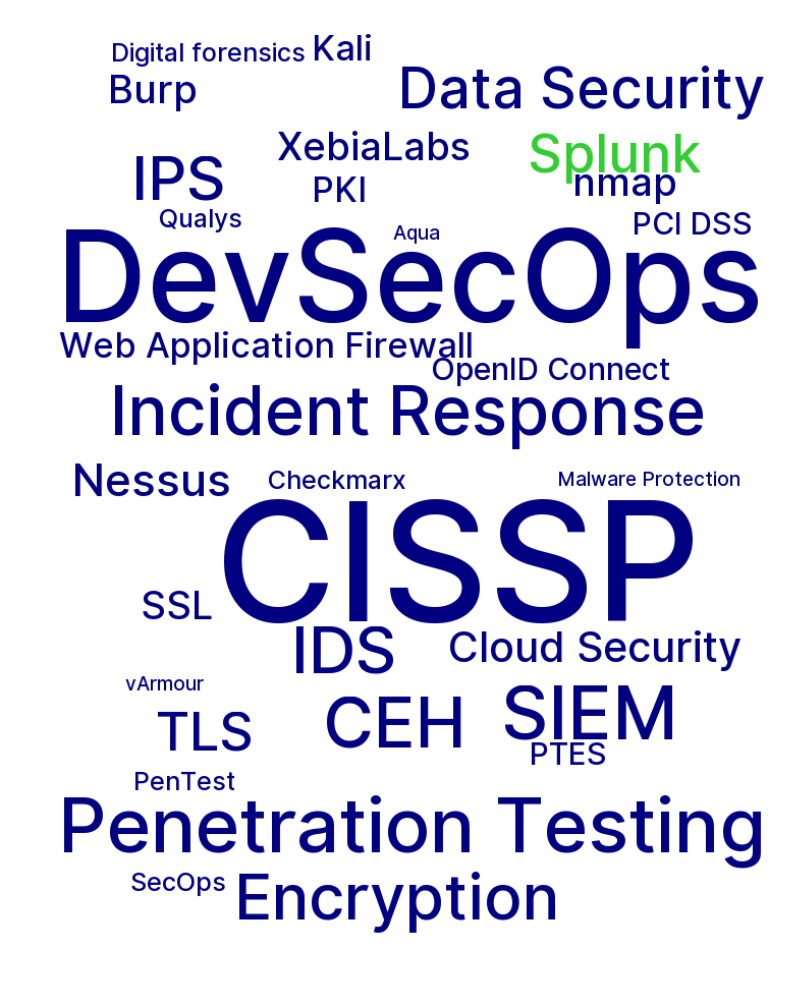 Digital forensics Kali
Burp
Data Security
XebiaLabs
Splunk
IPS
PKI
nmap
Qualys
Aqua
PCI DSS
DevSecOps
Web Application Firewall
OpenID Connect
Incident Response
Nessus
Checkmarx
Malware Protection
CISSP
SSL
IDS
Cloud Security
vArmour
TLS
CEH
SIEM
PTES
PenTest
Penetration Testing
SecOps
Encryption